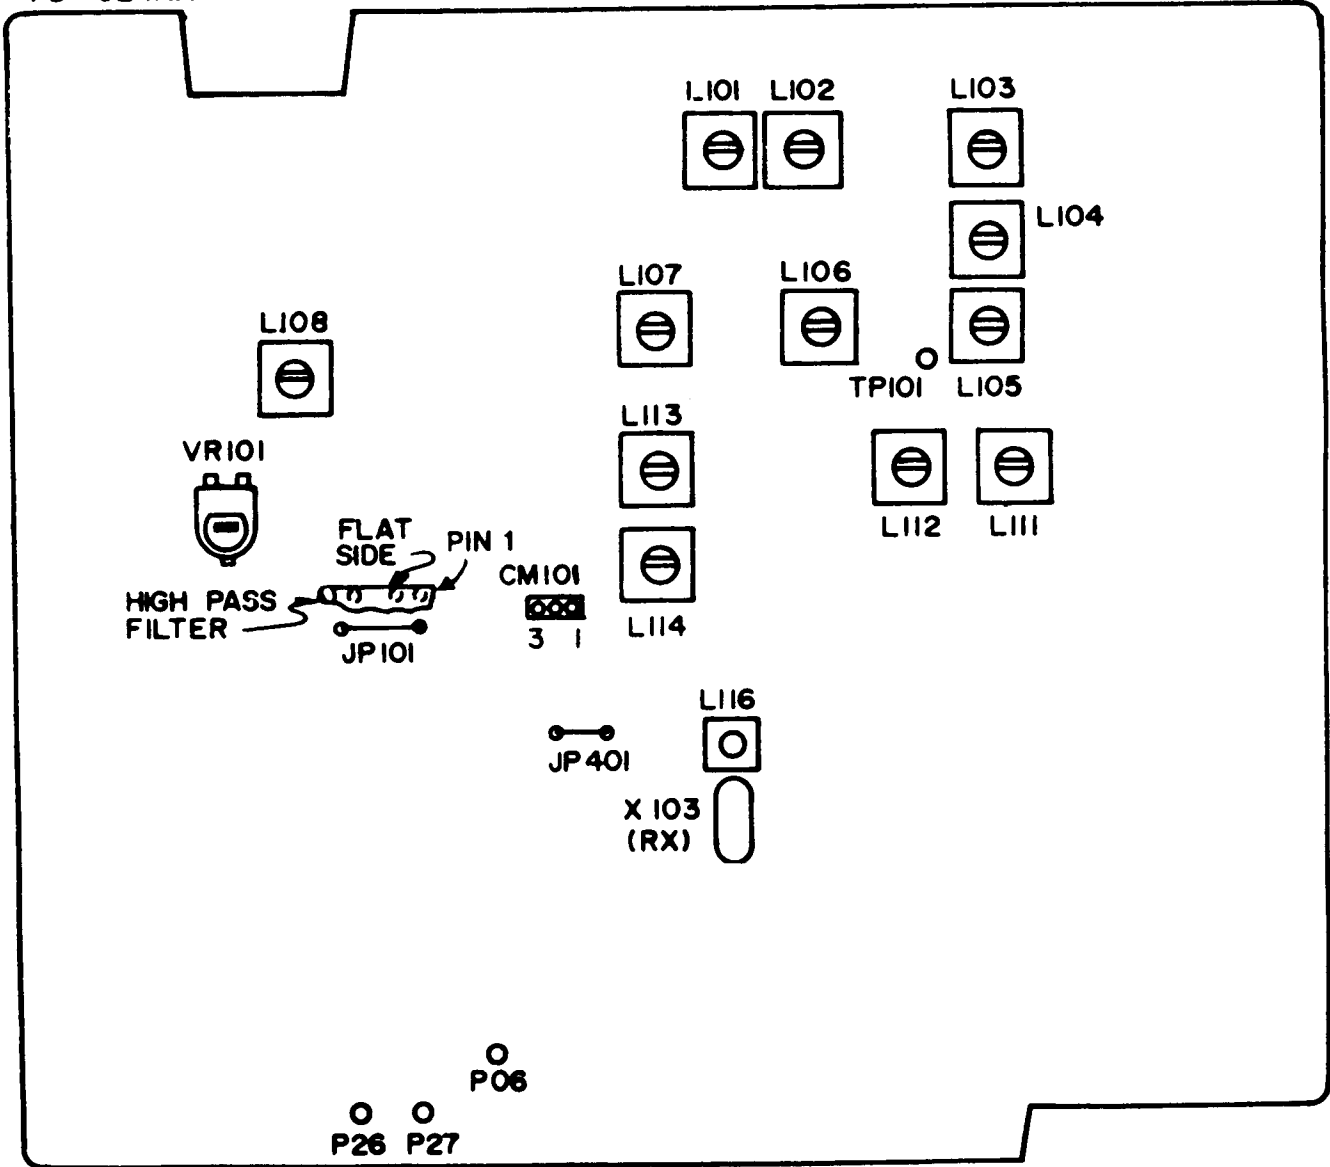 L101 L102 L103
L104
L107 L106
L108
TP101 L105
VR101
L113
FLAT
SIDE
PIN 1
L112 L111
CM101
HIGH PASS
FILTER
3 1
L114
JP101
L116
JP401
X 103
(RX)
P06
P26 P27